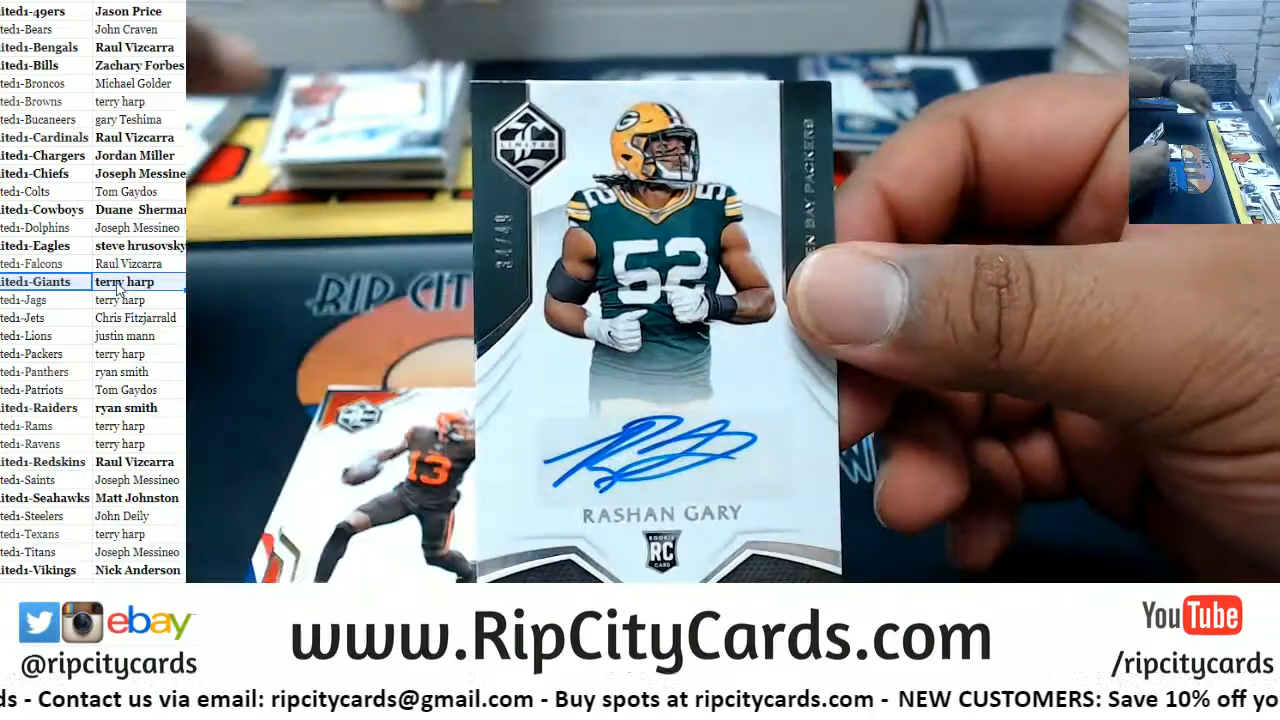 ited1-49ers Jason Price
ted1-Bears John Craven
ited1-Bengals Raul Vizcarra
ited1-Bills Zachary Forbes
ted1-Broncos Michael Golder
ted1-Browns terry harp
ted1-Bucaneers gary Teshima
ited1-Cardinals Raul Vizcarra
ited1-Chargers Jordan Miller
ited1-Chiefs Joseph Messine
ted1-Colts Tom Gaydos
ited1-Cowboys Duane Sherman
ted1-Dolphins Joseph Messineo
ited1-Eagles steve hrusovsky
ted1-Falcons Raul Vizcarra
ited1-Giants terry harp
ted1-Jags terry harp
ted1-Jets Chris Fitzjarrald
ted1-Lions justin mann
ted1-Packers terry harp
ted1-Panthers ryan smith
ted1-Patriots Tom Gaydos
ited1-Raiders ryan smith
ted1-Rams terry harp
ted1-Ravens terry harp
ited1-Redskins Raul Vizcarra
ted1-Saints Joseph Messineo
ited1-Seahawks Matt Johnston
ted1-Steelers John Deily
ted1-Texans terry harp
ted1-Titans Joseph Messineo
ited1-Vikings Nick Anderson
LIMITED
G
52
52
52
34/49
EN BAY PACKERS
RIP CIT
13
RASHAN GARY
ROOKIE
RC
CARD
ebay
@ripcitycards
www.RipCityCards.com
YouTube
/ripcitycards
ds - Contact us via email: ripcitycards@gmail.com - Buy spots at ripcitycards.com - NEW CUSTOMERS: Save 10% off yo